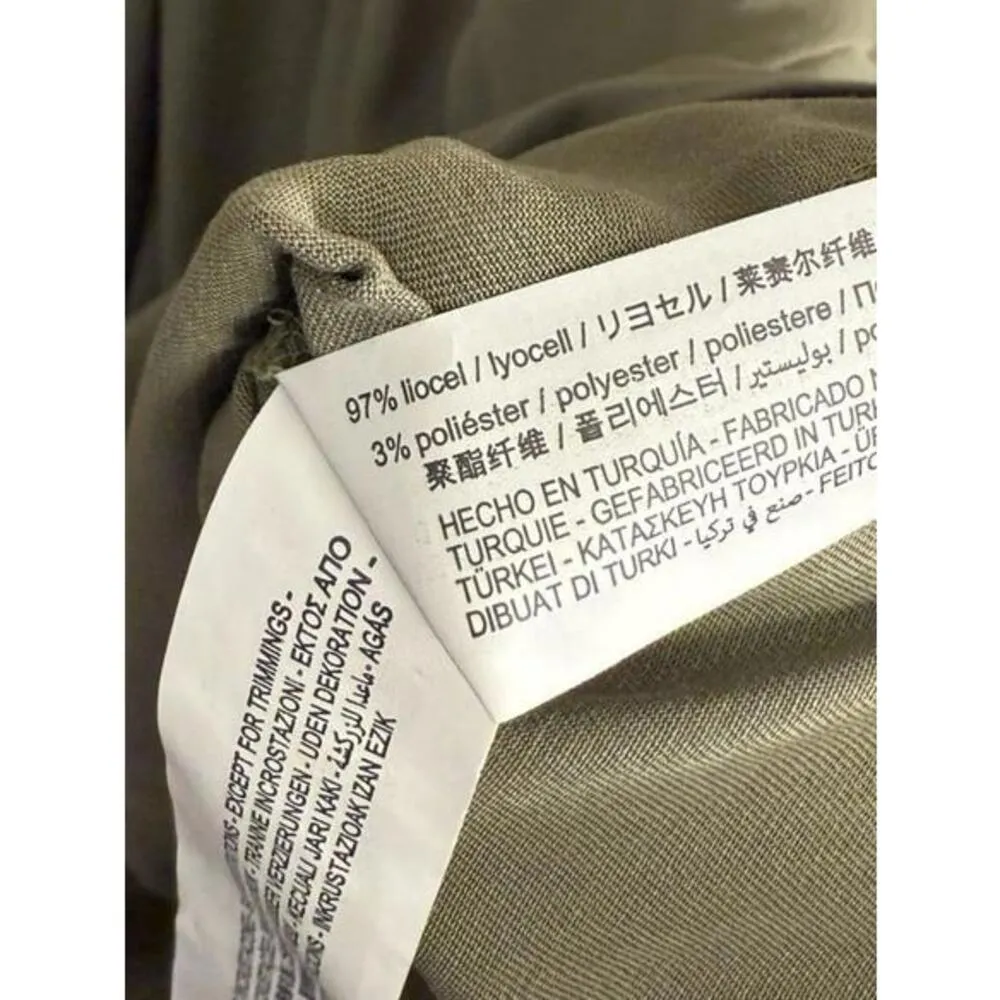 97% liocel / lyocell / リヨセル / 莱赛尔纤维
3% poliéster / polyester / poliestere /
聚酯纤维 / 폴리에스터 / بوليستير /
HECHO EN TURQUÍA - FABRICADO
TURQUIE - GEFABRICEERD IN
TÜRKEI - ΚΑΤΑΣΚΕΥΗ ΤΟΥΡΚΙΑ -
DIBUAT DI TURKI - صنع في تركيا - FEITO
- EXCEPT FOR TRIMMINGS -
- TRANNE INCROSTAZIONI - ΕΚΤΟΣ ΑΠΟ
VERZIERUNGEN - UDEN DEKORATION -
KECUALI JARI KAKI - ماعدا الزركشة - AGÁS
- INKRUSTAZIOAK IZAN EZIK